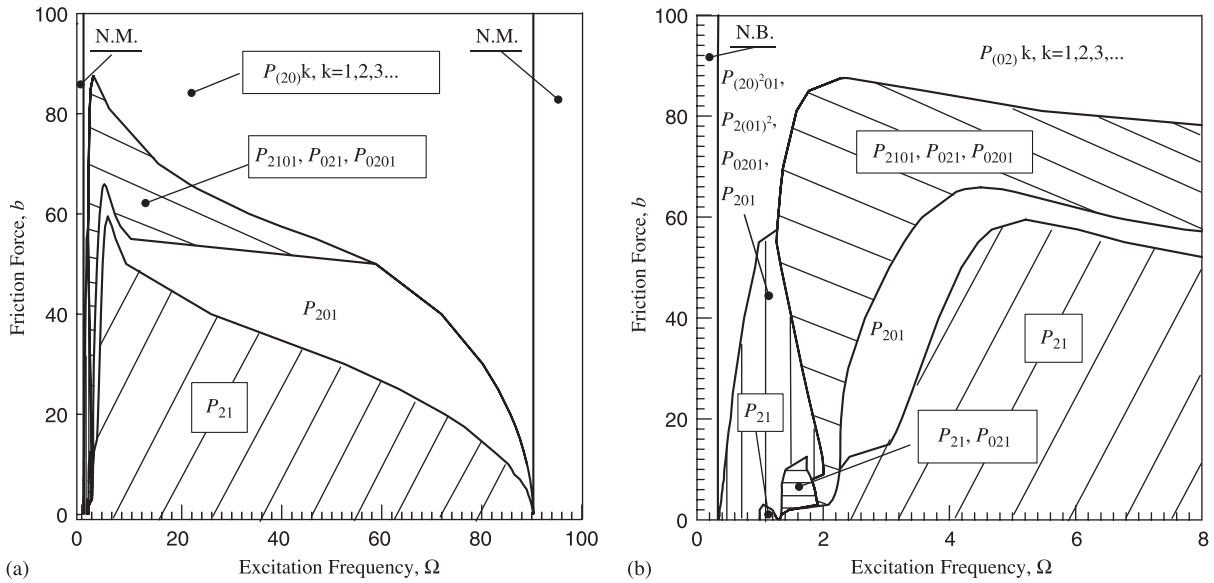 100
80
60
40
20
0
Friction Force, b
N.M.
N.M.
P(20)k, k=1,2,3...
P2101, P021, P0201
P201
P21
0 20 40 60 80 100
Excitation Frequency, Ω
(a)
100
80
60
40
20
0
Friction Force, b
N.B.
P(02) k, k=1,2,3,...
P(20)²01,
P2(01)²,
P0201,
P201
P2101, P021, P0201
P201
P21
P21
P21, P021
0 2 4 6 8
Excitation Frequency, Ω
(b)